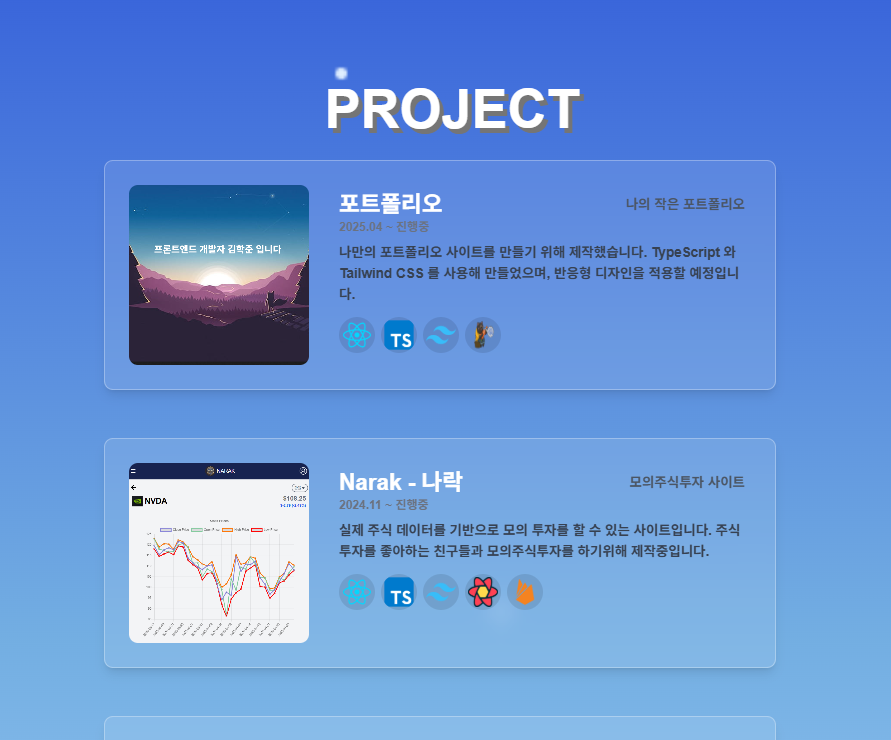 PROJECT
프론트엔드 개발자 김학준 입니다
포트폴리오
나의 작은 포트폴리오
2025.04 ~ 진행중
나만의 포트폴리오 사이트를 만들기 위해 제작했습니다. TypeScript 와
Tailwind CSS 를 사용해 만들었으며, 반응형 디자인을 적용할 예정입니
다.
TS
NARAK
NVDA
$108.25
Narak - 나락
모의주식투자 사이트
2024.11 ~ 진행중
실제 주식 데이터를 기반으로 모의 투자를 할 수 있는 사이트입니다. 주식
투자를 좋아하는 친구들과 모의주식투자를 하기위해 제작중입니다.
TS